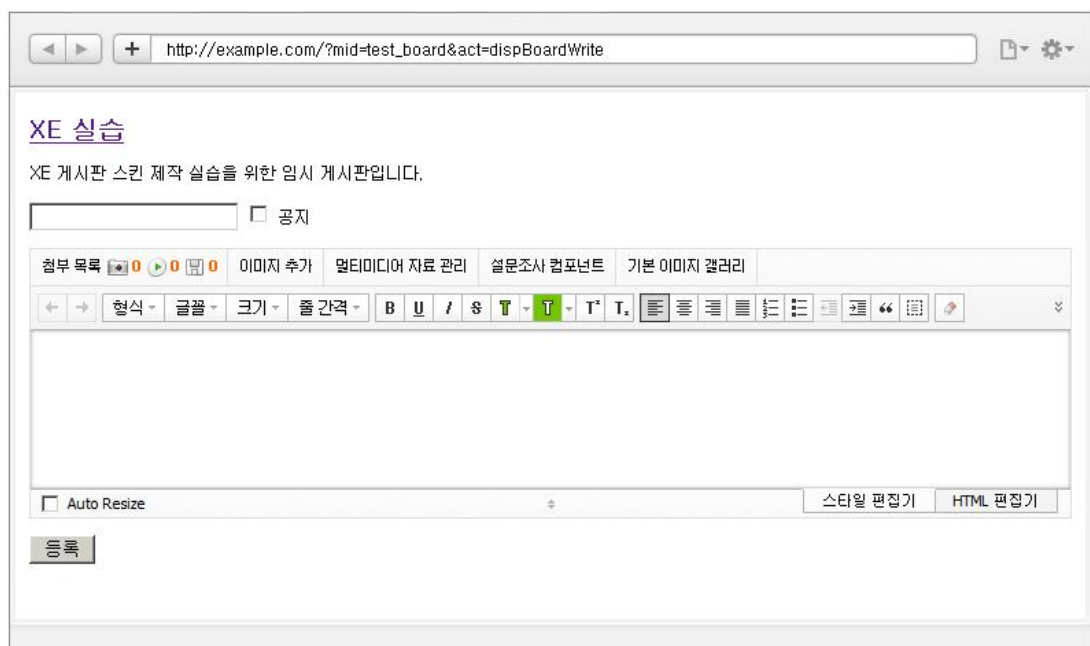 http://example.com/?mid=test_board&act=dispBoardWrite
XE 실습
XE 게시판 스킨 제작 실습을 위한 임시 게시판입니다.
공지
첨부 목록 0 0 0 이미지 추가 멀티미디어 자료 관리 설문조사 컴포넌트 기본 이미지 갤러리
형식 글꼴 크기 줄 간격 B U I S T T Tx Tx
Auto Resize 스타일 편집기 HTML 편집기
등록